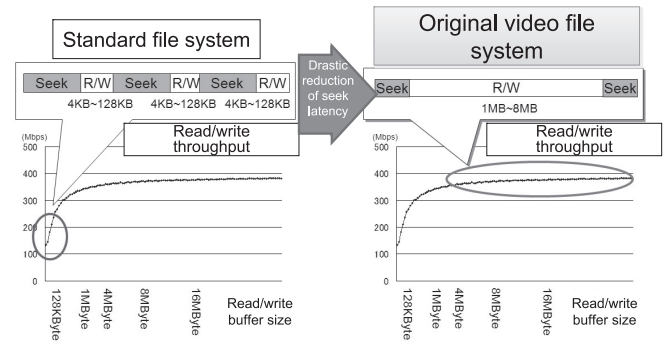 Standard file system
Seek R/W Seek R/W Seek R/W
4KB~128KB 4KB~128KB 4KB~128KB
Read/write
throughput
(Mbps)
500
400
300
200
100
0
128KByte
1MByte
4MByte
8MByte
16MByte
Read/write
buffer size
Drastic
reduction
of seek
latency
Original video file
system
Seek R/W Seek
1MB~8MB
Read/write
throughput
(Mbps)
500
400
300
200
100
0
128KByte
1MByte
4MByte
8MByte
16MByte
Read/write
buffer size